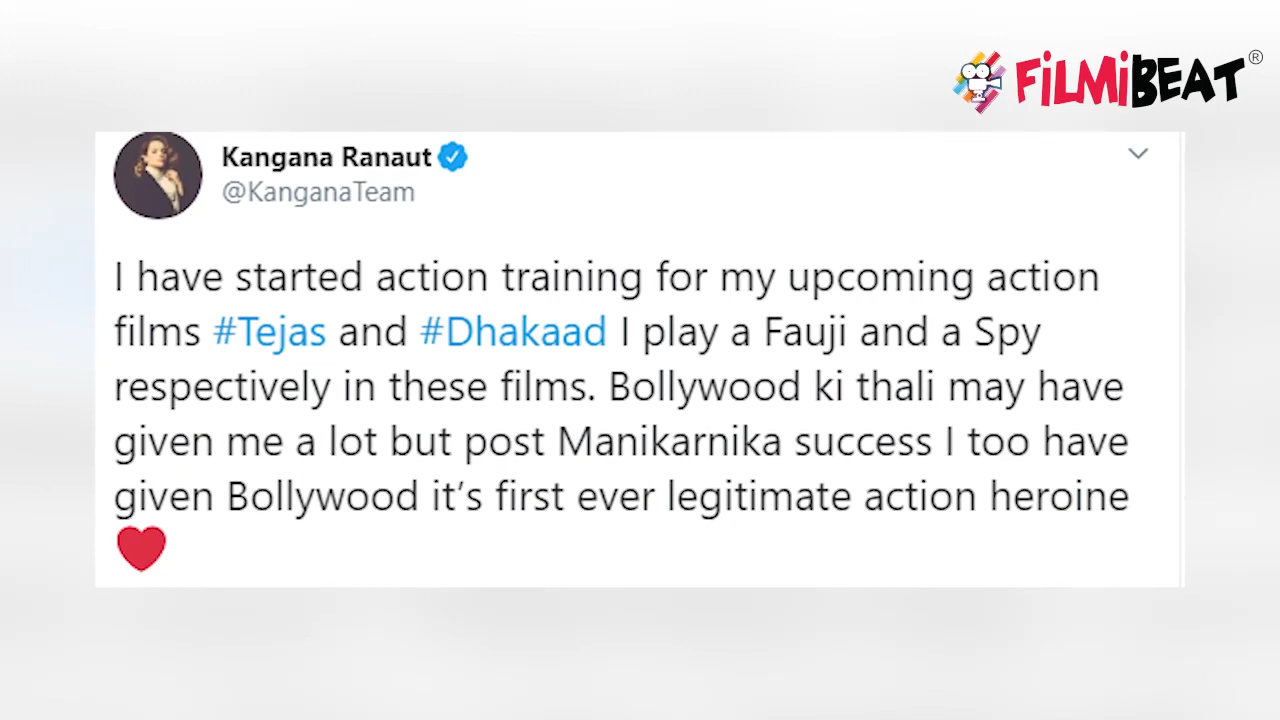 FiLMiBEAT®
Kangana Ranaut
@KanganaTeam
I have started action training for my upcoming action
films #Tejas and #Dhakaad I play a Fauji and a Spy
respectively in these films. Bollywood ki thali may have
given me a lot but post Manikarnika success I too have
given Bollywood it’s first ever legitimate action heroine
❤️